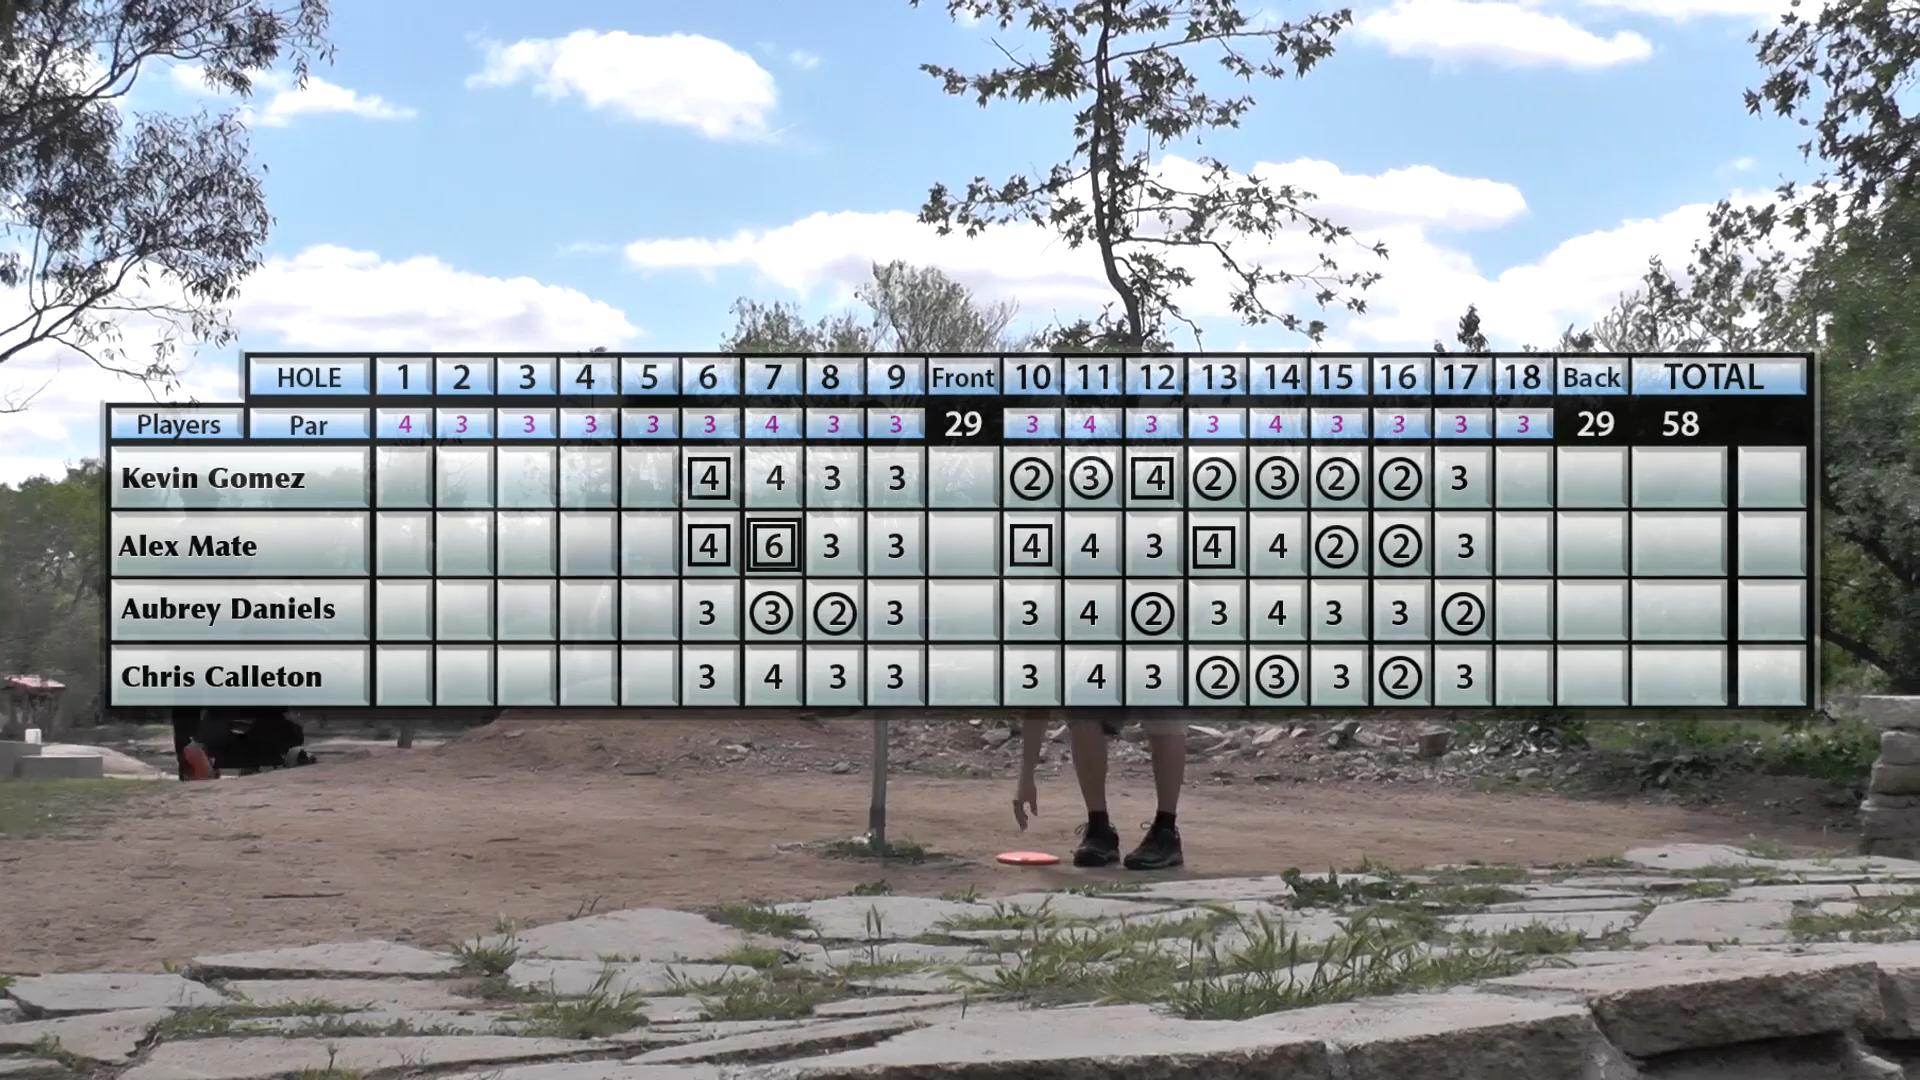 HOLE 1 2 3 4 5 6 7 8 9 Front 10 11 12 13 14 15 16 17 18 Back TOTAL
Players Par 4 3 3 3 3 3 4 3 3 29 3 4 3 3 4 3 3 3 3 29 58
Kevin Gomez 4 4 3 3 2 3 4 2 3 2 2 3
Alex Mate 4 6 3 3 4 4 3 4 4 2 2 3
Aubrey Daniels 3 3 2 3 3 4 2 3 4 3 3 2
Chris Calleton 3 4 3 3 3 4 3 2 3 3 2 3